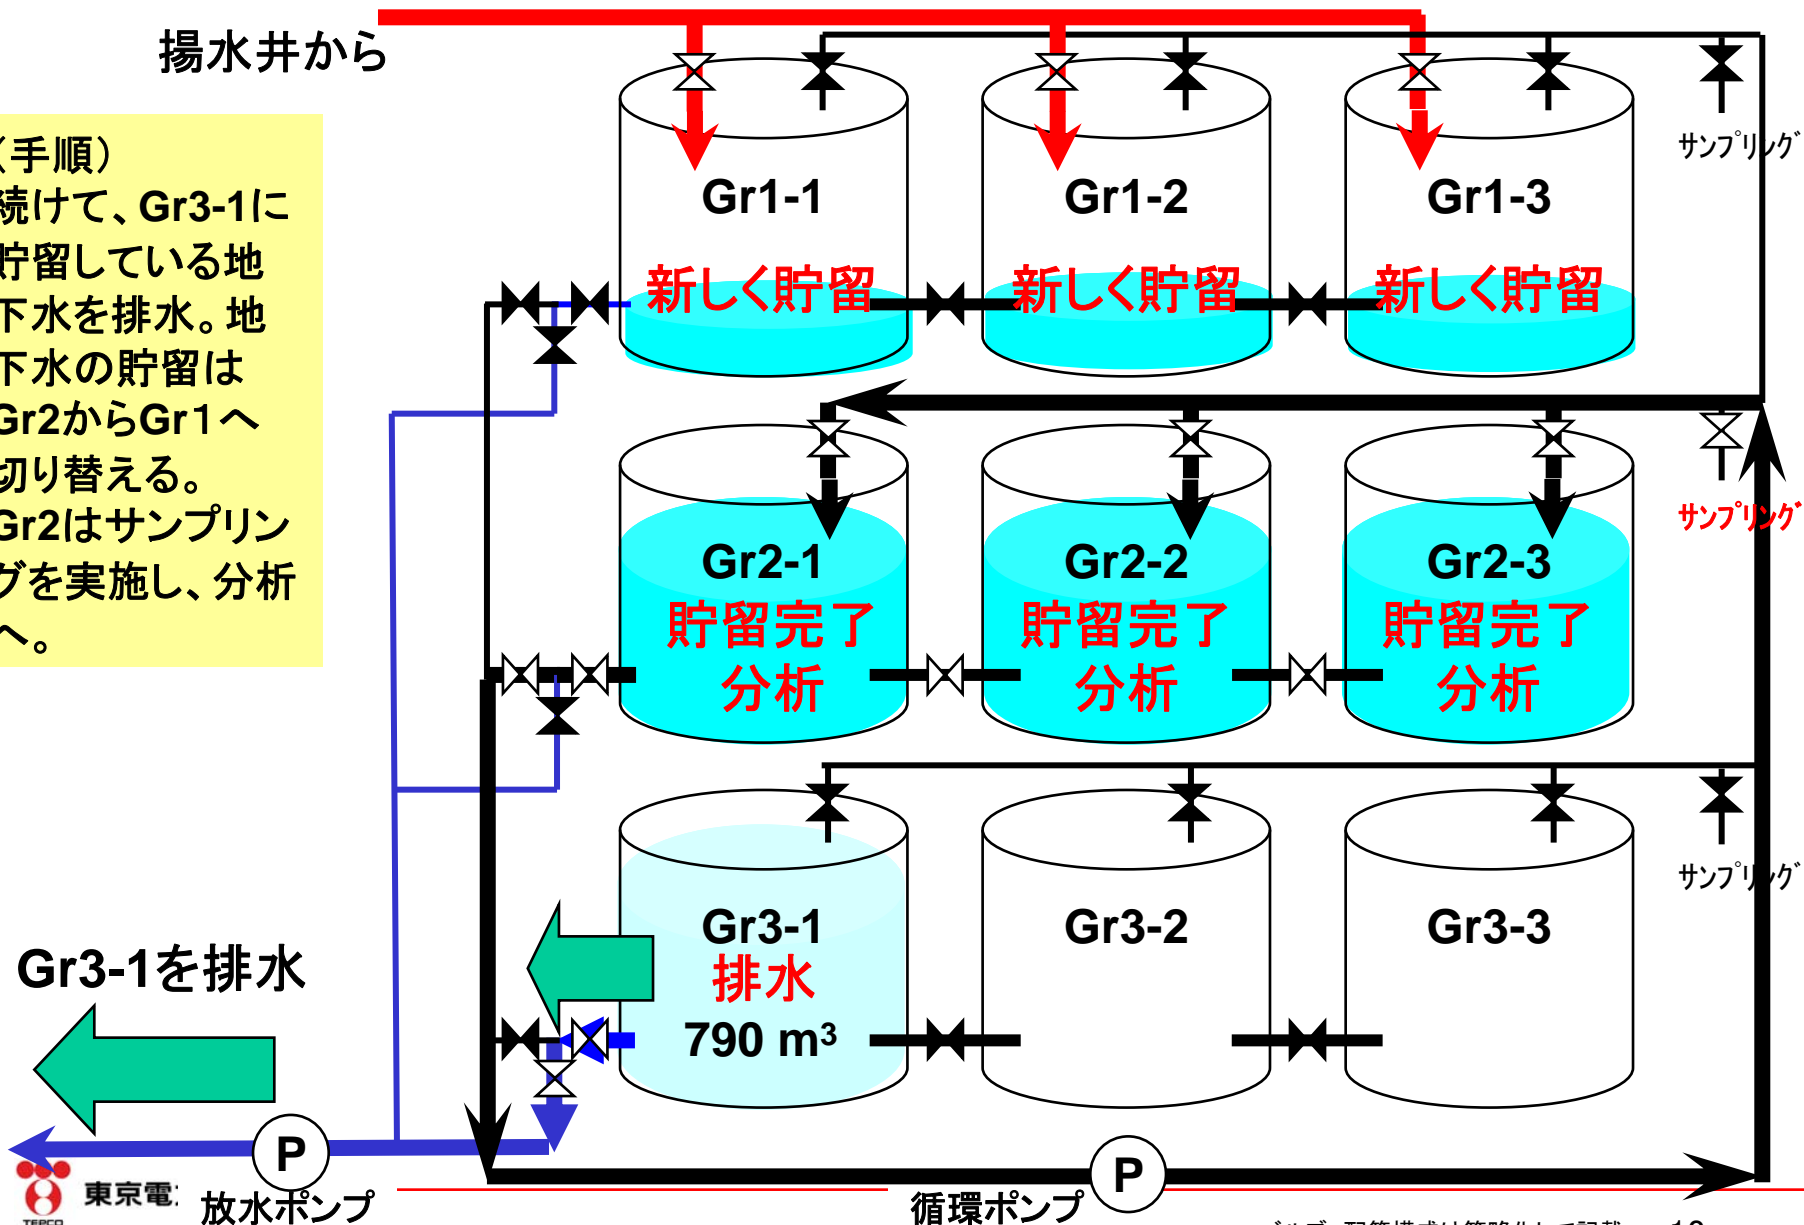 揚水井から
（手順）
続けて、Gr3-1に
貯留している地
下水を排水。地
下水の貯留は
Gr2からGr１へ
切り替える。
Gr2はサンプリン
グを実施し、分析
へ。
Gr1-1
Gr1-2
Gr1-3
新しく貯留
新しく貯留
新しく貯留
ｻﾝﾌﾟﾘﾝｸﾞ
Gr2-1
Gr2-2
Gr2-3
貯留完了
分析
貯留完了
分析
貯留完了
分析
ｻﾝﾌﾟﾘﾝｸﾞ
Gr3-1
排水
790 m³
Gr3-2
Gr3-3
ｻﾝﾌﾟﾘﾝｸﾞ
Gr3-1を排水
P
放水ポンプ
P
循環ポンプ
東京電
TEPCO